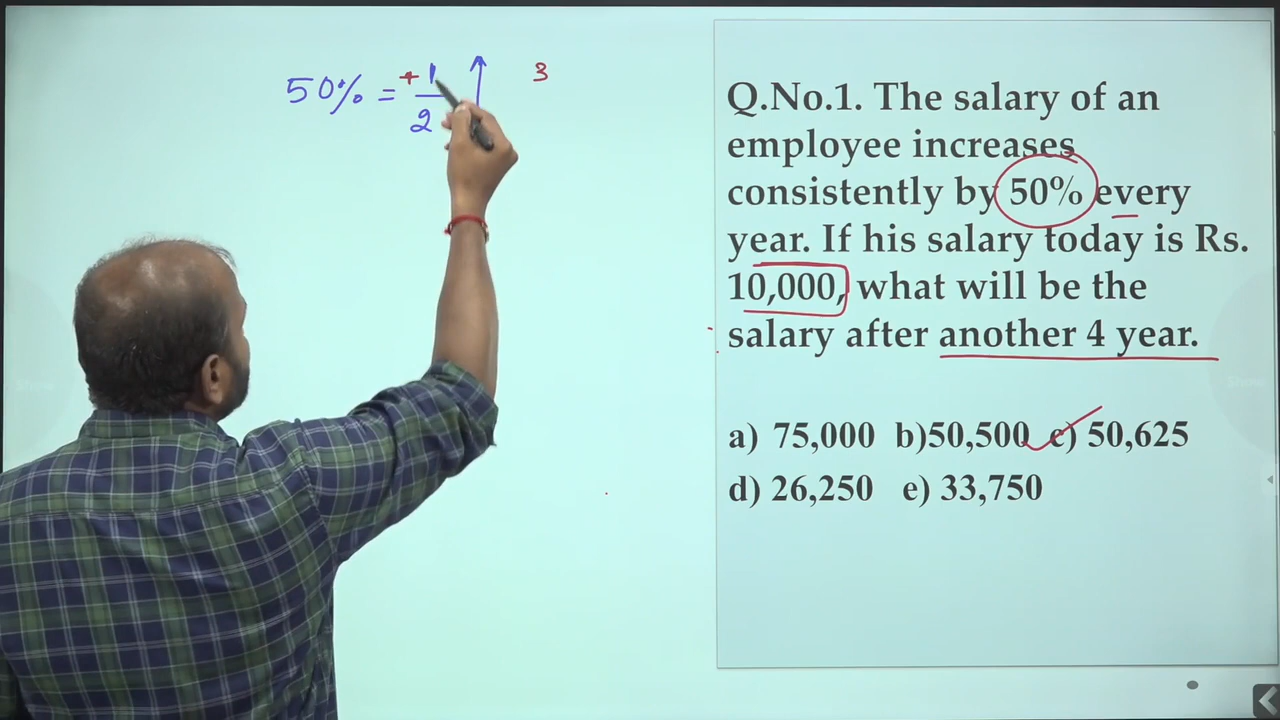 50% = +1/2 ↑ 3
Q.No.1. The salary of an
employee increases
consistently by 50% every
year. If his salary today is Rs.
10,000, what will be the
salary after another 4 year.
a) 75,000 b)50,500 c) 50,625
d) 26,250 e) 33,750